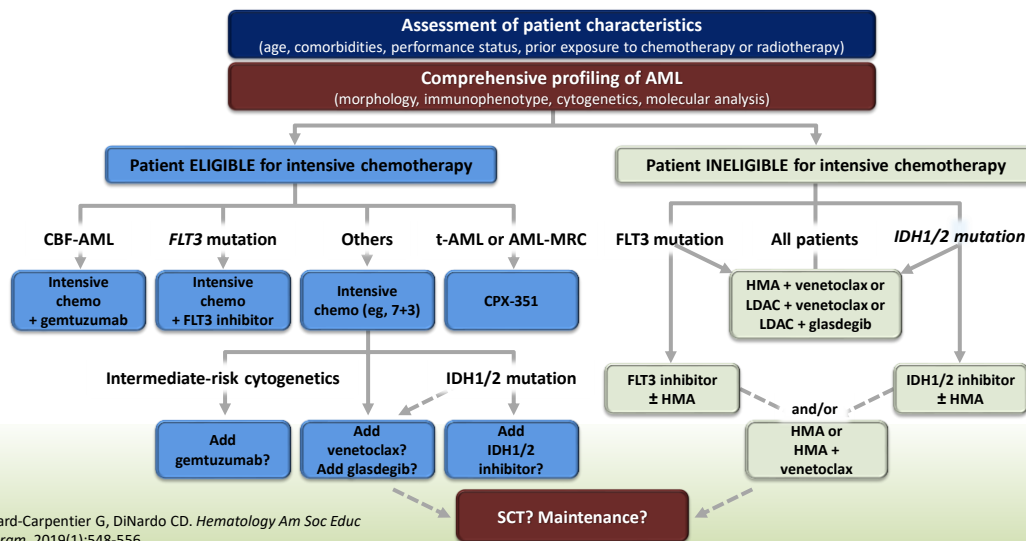 Assessment of patient characteristics
(age, comorbidities, performance status, prior exposure to chemotherapy or radiotherapy)
Comprehensive profiling of AML
(morphology, immunophenotype, cytogenetics, molecular analysis)
Patient ELIGIBLE for intensive chemotherapy
Patient INELIGIBLE for intensive chemotherapy
CBF-AML
FLT3 mutation
Others
t-AML or AML-MRC
FLT3 mutation
All patients
IDH1/2 mutation
Intensive
chemo
+ gemtuzumab
Intensive
chemo
+ FLT3 inhibitor
Intensive
chemo (eg, 7+3)
CPX-351
HMA + venetoclax or
LDAC + venetoclax or
LDAC + glasdegib
Intermediate-risk cytogenetics
IDH1/2 mutation
FLT3 inhibitor
± HMA
IDH1/2 inhibitor
± HMA
and/or
Add
gemtuzumab?
Add
venetoclax?
Add glasdegib?
Add
IDH1/2
inhibitor?
HMA or
HMA +
venetoclax
SCT? Maintenance?
ard-Carpentier G, DiNardo CD. Hematology Am Soc Educ
2019(1):548-556